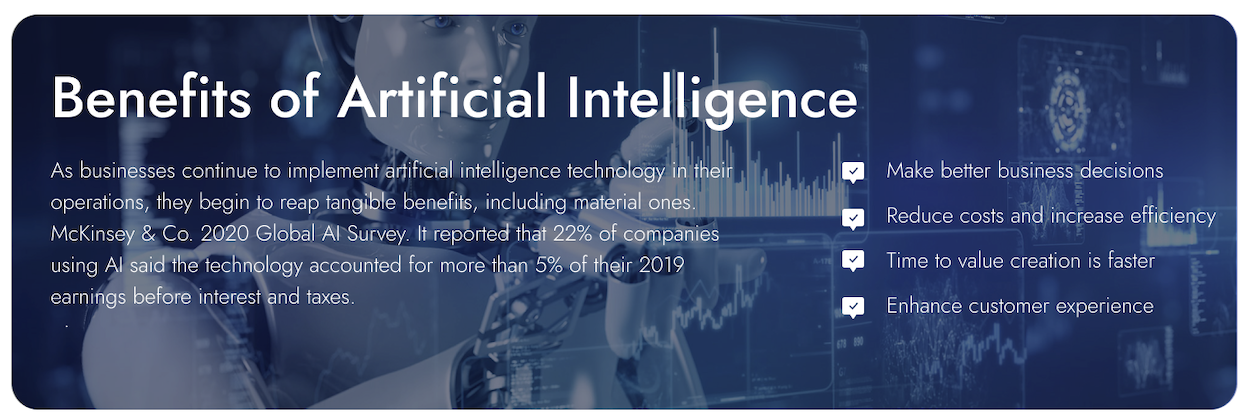 Benefits of Artificial Intelligence
As businesses continue to implement artificial intelligence technology in their
operations, they begin to reap tangible benefits, including material ones.
McKinsey & Co. 2020 Global AI Survey. It reported that 22% of companies
using AI said the technology accounted for more than 5% of their 2019
earnings before interest and taxes.
.
Make better business decisions
Reduce costs and increase efficiency
Time to value creation is faster
Enhance customer experience